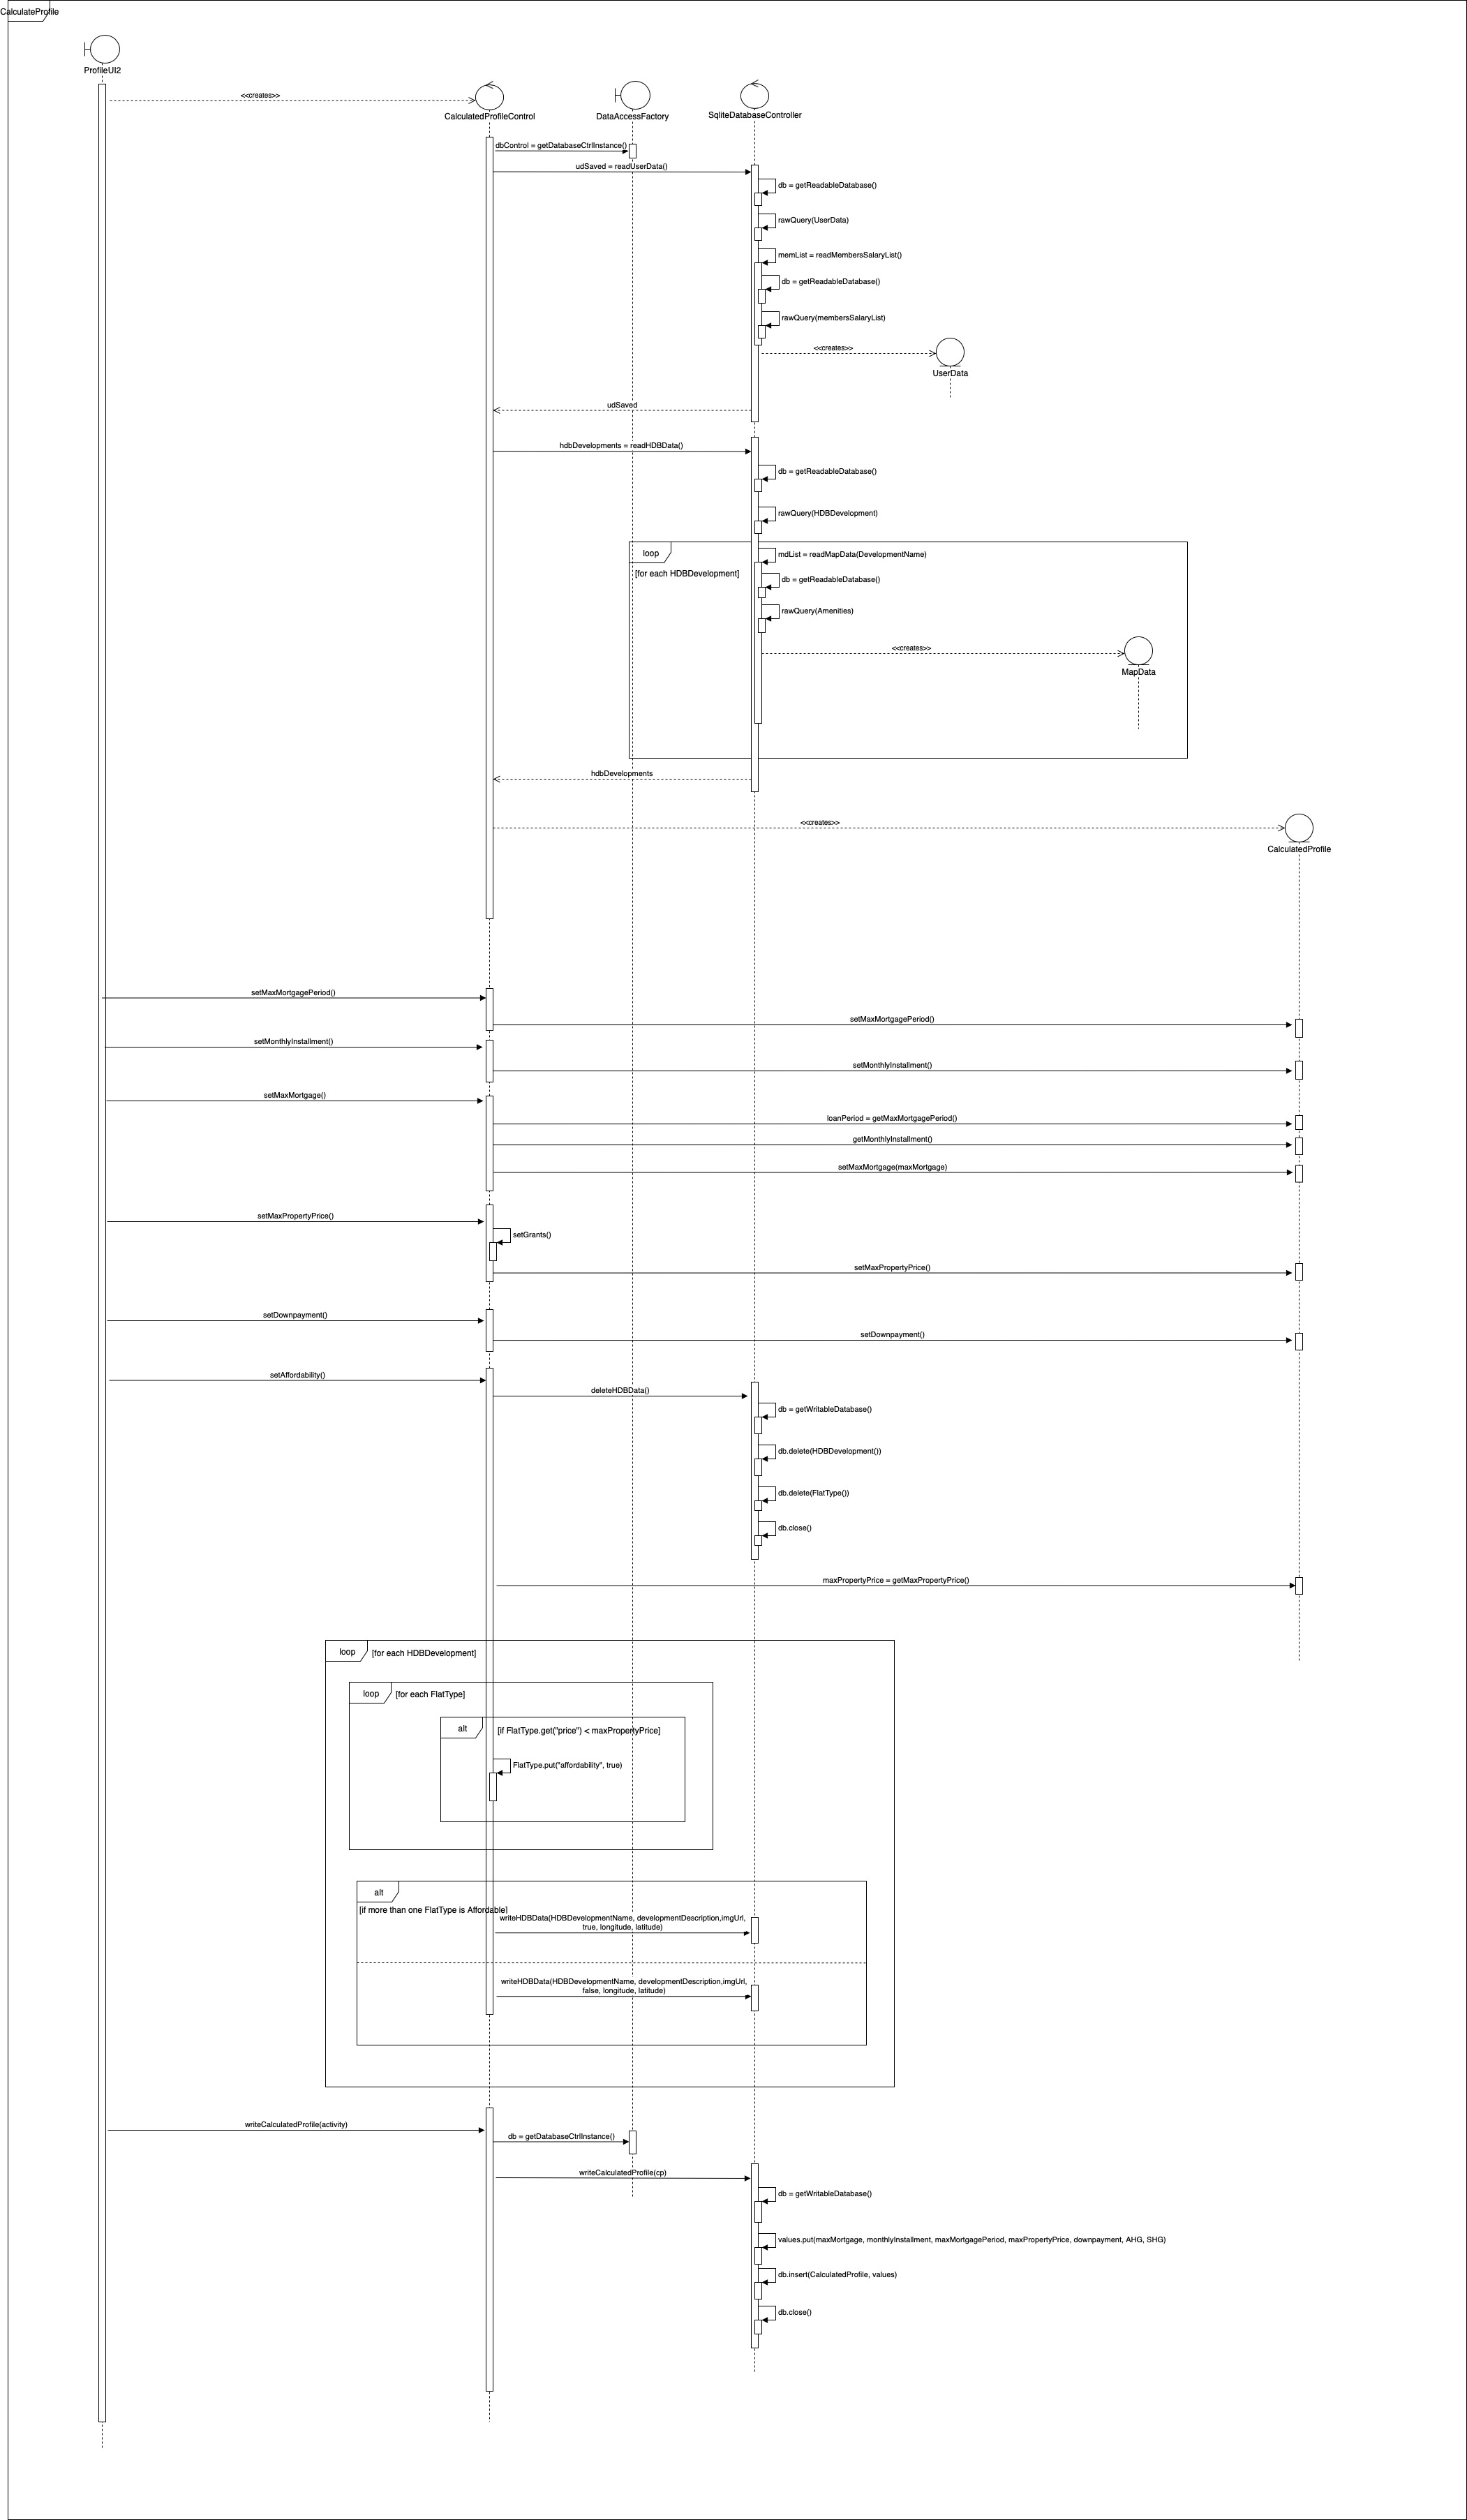 CalculateProfile
ProfileUI2
<<creates>>
CalculatedProfileControl
DataAccessFactory
SqliteDatabaseController
dbControl = getDatabaseCtrlInstance()
udSaved = readUserData()
db = getReadableDatabase()
rawQuery(UserData)
memList = readMembersSalaryList()
db = getReadableDatabase()
rawQuery(membersSalaryList)
<<creates>>
UserData
udSaved
hdbDevelopments = readHDBData()
db = getReadableDatabase()
rawQuery(HDBDevelopment)
loop
mdList = readMapData(DevelopmentName)
[for each HDBDevelopment]
db = getReadableDatabase()
rawQuery(Amenities)
<<creates>>
MapData
hdbDevelopments
<<creates>>
CalculatedProfile
setMaxMortgagePeriod()
setMaxMortgagePeriod()
setMonthlyInstallment()
setMonthlyInstallment()
setMaxMortgage()
loanPeriod = getMaxMortgagePeriod()
getMonthlyInstallment()
setMaxMortgage(maxMortgage)
setMaxPropertyPrice()
setGrants()
setMaxPropertyPrice()
setDownpayment()
setDownpayment()
setAffordability()
deleteHDBData()
db = getWritableDatabase()
db.delete(HDBDevelopment())
db.delete(FlatType())
db.close()
maxPropertyPrice = getMaxPropertyPrice()
loop
[for each HDBDevelopment]
loop
[for each FlatType]
alt
[if FlatType.get("price") < maxPropertyPrice]
FlatType.put("affordability", true)
alt
[if more than one FlatType is Affordable]
writeHDBData(HDBDevelopmentName, developmentDescription,imgUrl,
true, longitude, latitude)
writeHDBData(HDBDevelopmentName, developmentDescription,imgUrl,
false, longitude, latitude)
writeCalculatedProfile(activity)
db = getDatabaseCtrlInstance()
writeCalculatedProfile(cp)
db = getWritableDatabase()
values.put(maxMortgage, monthlyInstallment, maxMortgagePeriod, maxPropertyPrice, downpayment, AHG, SHG)
db.insert(CalculatedProfile, values)
db.close()